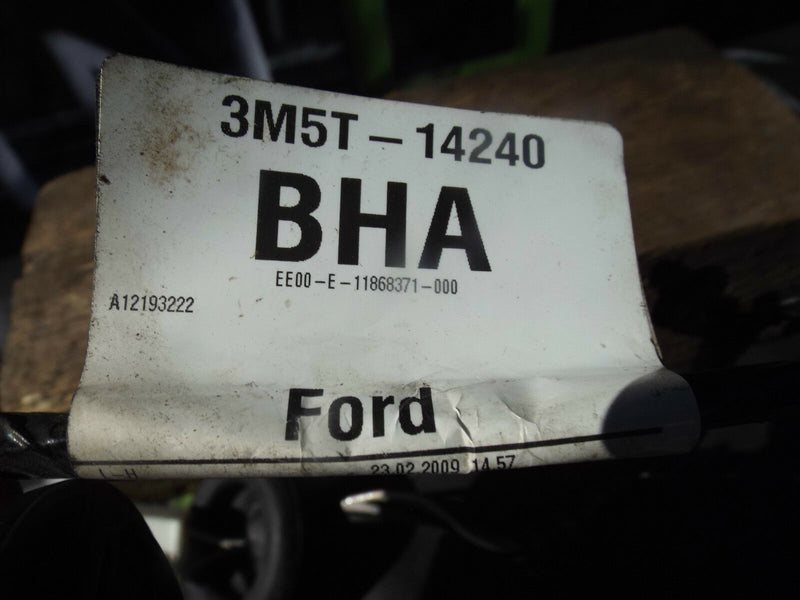 3M5T-14240
BHA
EE00-E-11868371-000
A12193222
Ford
23.02.2009 14.57